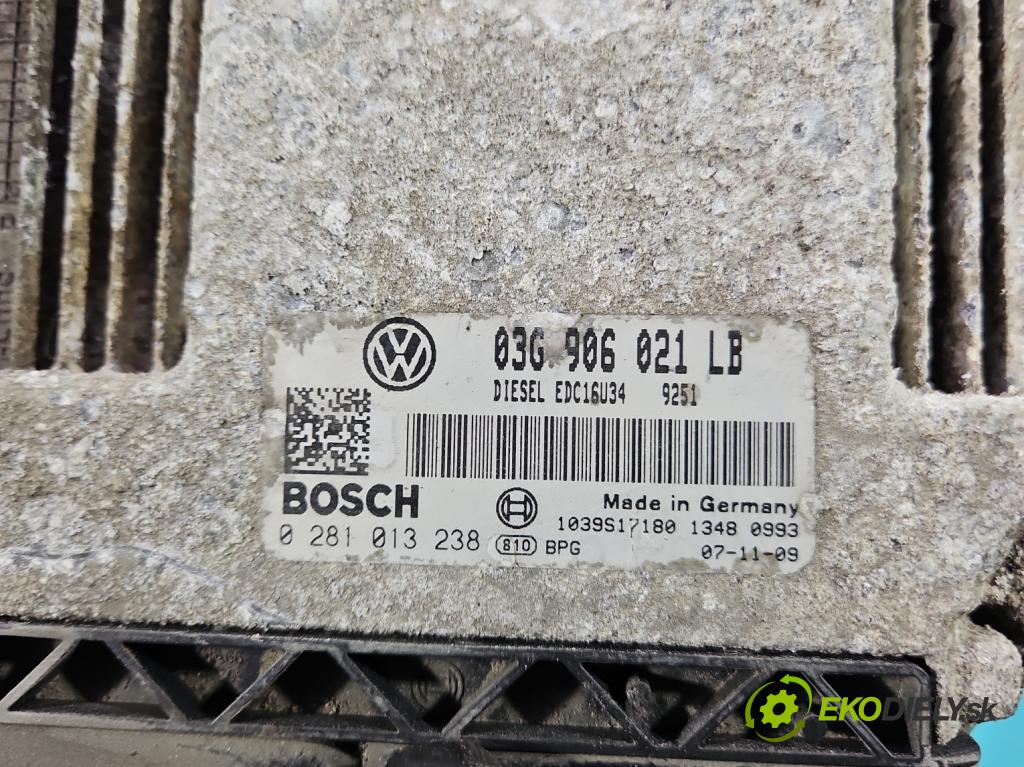 VW
03G 906 021 LB
DIESEL EDC16U34 9251
BOSCH
Made in Germany
1039S17180 1348 0993
0 281 013 238
810 BPG
07-11-09
EKODIELY.sk